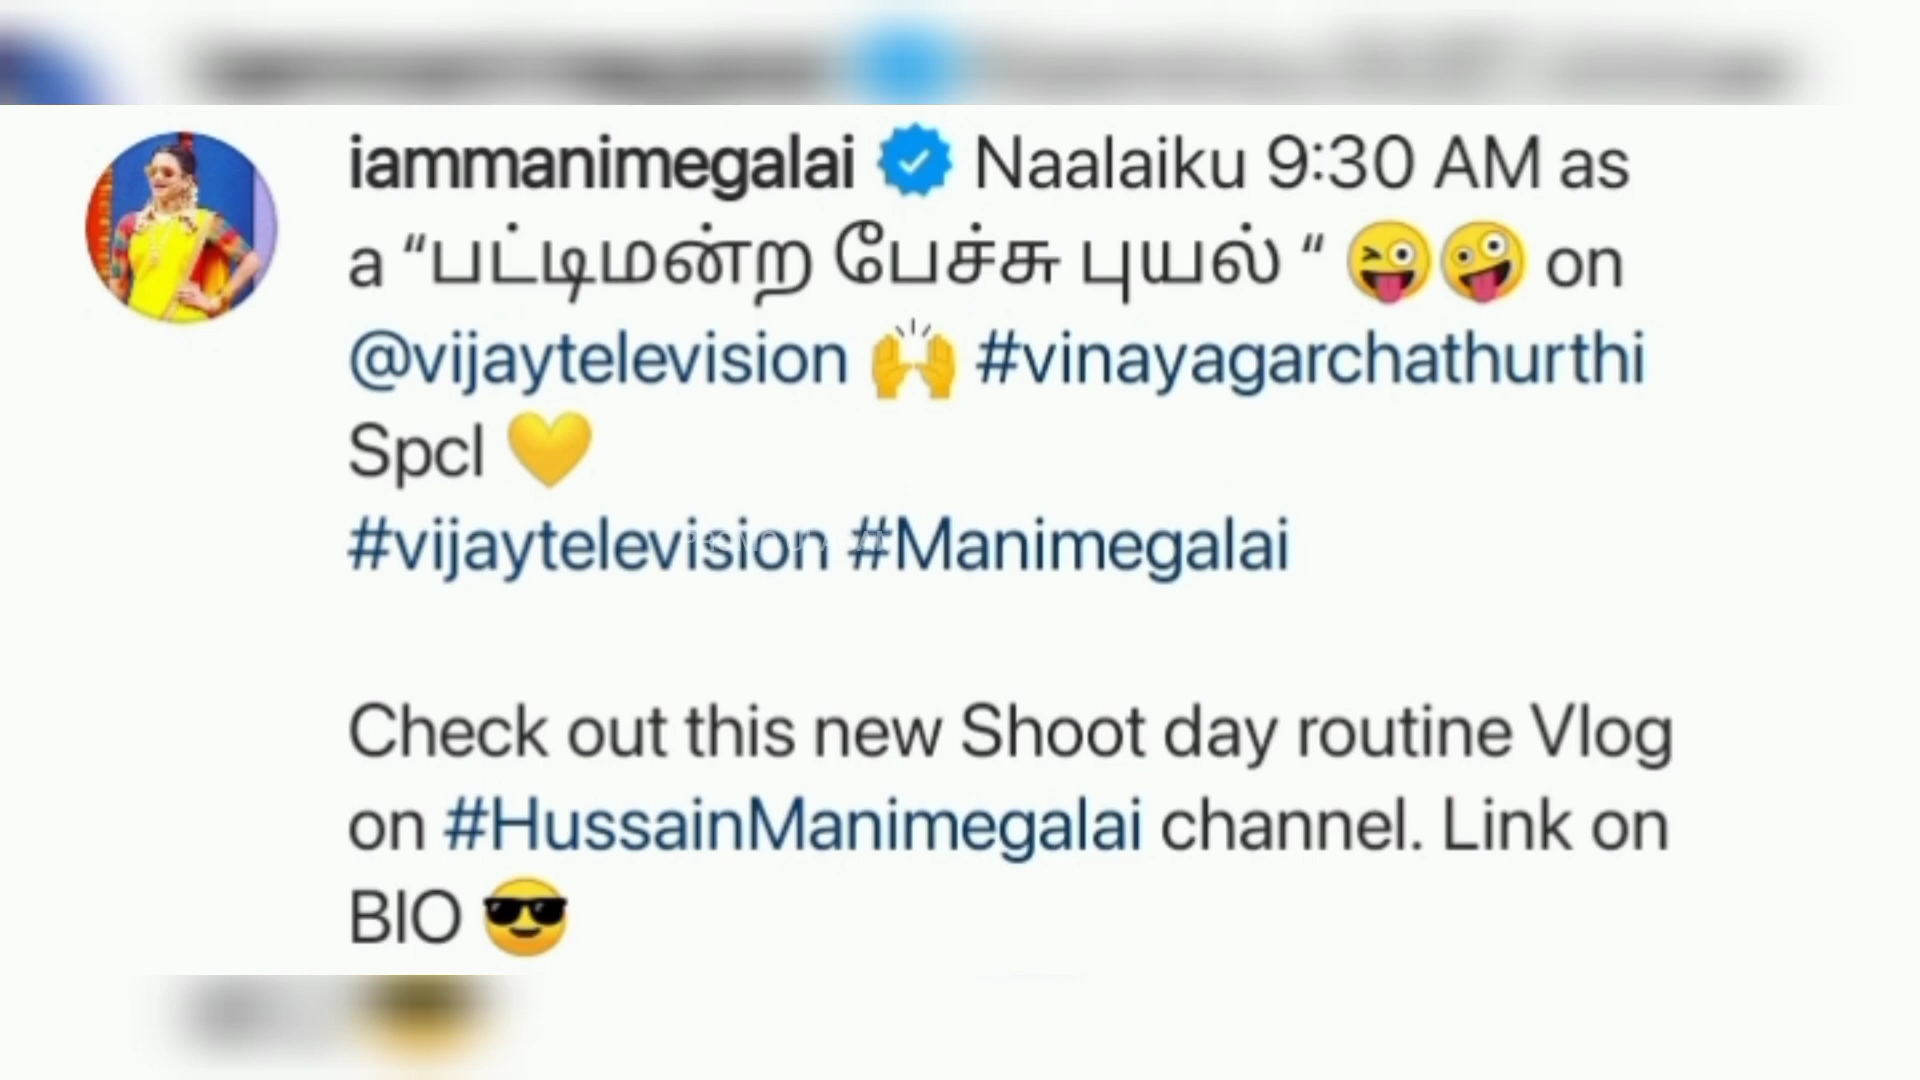 iammanimegalai Naalaiku 9:30 AM as
a “பட்டிமன்ற பேச்சு புயல் “ 😜🤪 on
@vijaytelevision 🙌 #vinayagarchathurthi
Spcl 💛
#vijaytelevision #Manimegalai
Check out this new Shoot day routine Vlog
on #HussainManimegalai channel. Link on
BIO 😎